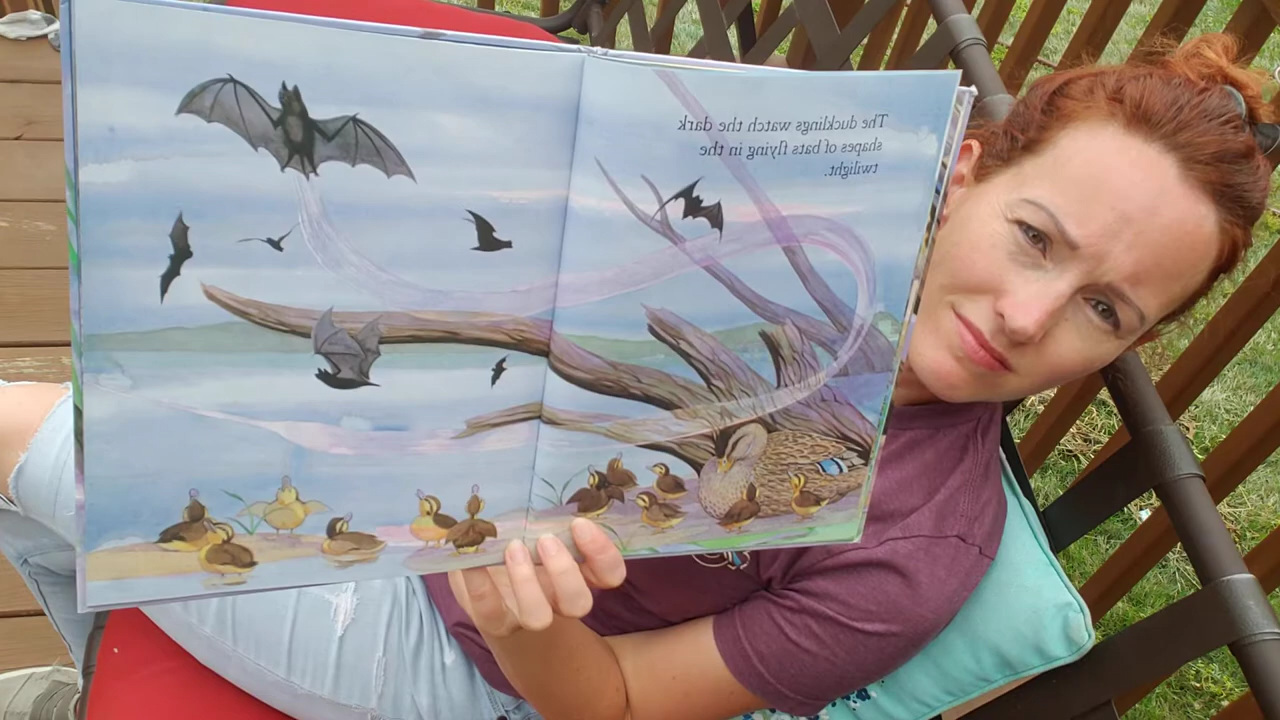 The ducklings watch the dark
shapes of bats flying in the
twilight.